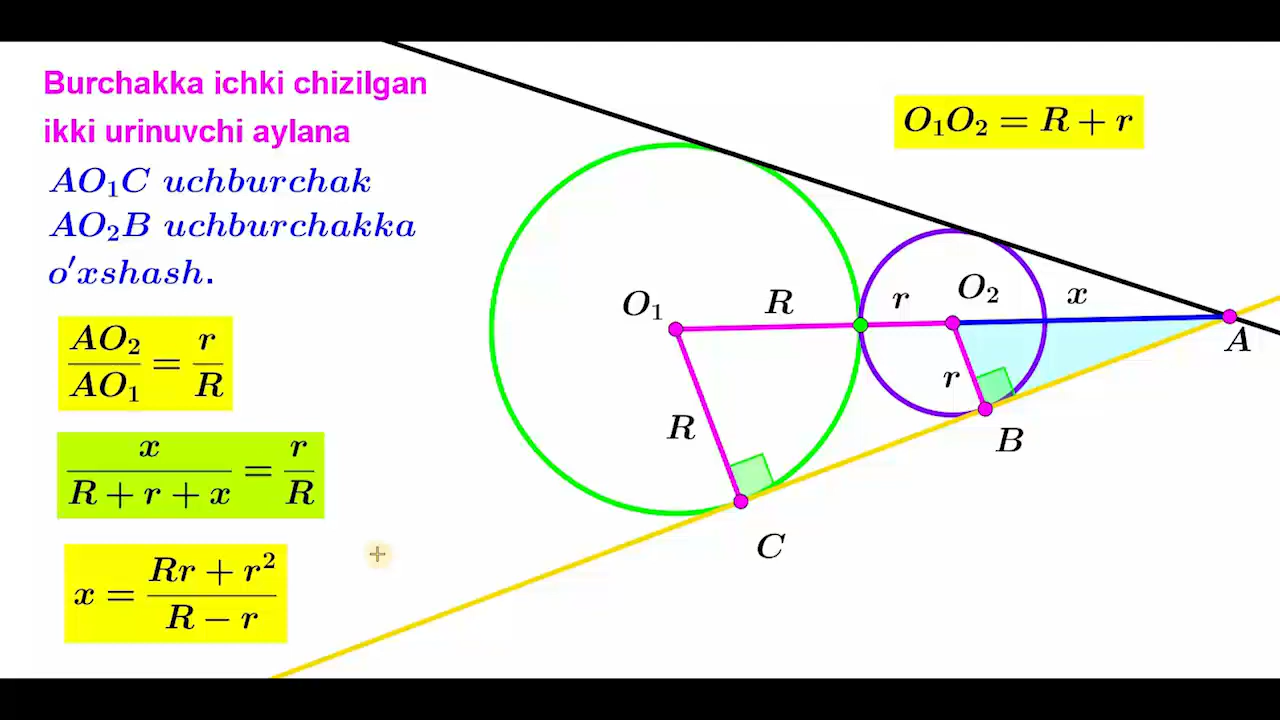 Burchakka ichki chizilgan
ikki urinuvchi aylana
AO₁C uchburchak
AO₂B uchburchakka
o'xshash.
AO₂/AO₁ = r/R
x/(R + r + x) = r/R
x = (Rr + r²)/(R − r)
O₁O₂ = R + r
O₁
R
r
O₂
x
A
r
R
B
C